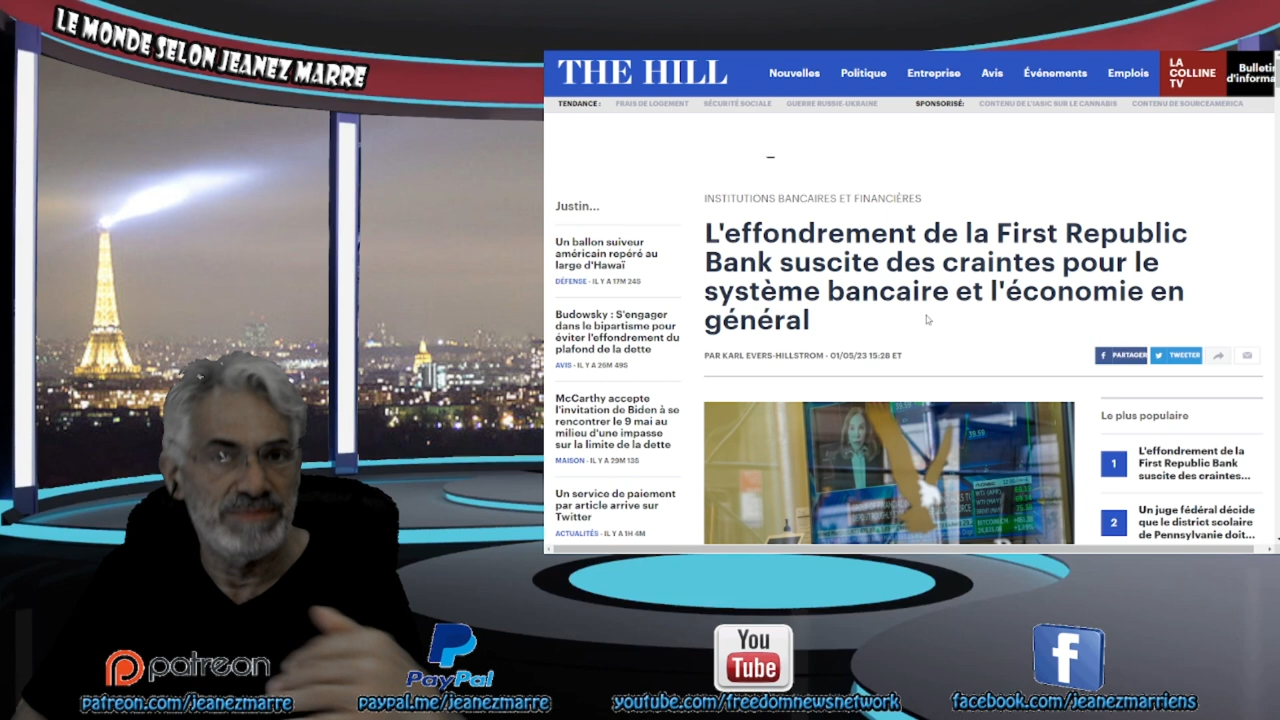 LE MONDE SELON JEANEZ MARRE
THE HILL
Nouvelles
Politique
Entreprise
Avis
Événements
Emplois
LA
COLLINE
TV
Bulletin
d'informa
TENDANCE :
FRAIS DE LOGEMENT
SÉCURITÉ SOCIALE
GUERRE RUSSIE-UKRAINE
SPONSORISÉ:
CONTENU DE L'IASIC SUR LE CANNABIS
CONTENU DE SOURCEAMERICA
Justin...
Un ballon suiveur
américain repéré au
large d'Hawaï
DÉFENSE - IL Y A 17M 24S
Budowsky : S'engager
dans le bipartisme pour
éviter l'effondrement du
plafond de la dette
AVIS - IL Y A 25M 49S
McCarthy accepte
l'invitation de Biden à se
rencontrer le 9 mai au
milieu d'une impasse
sur la limite de la dette
MAISON - IL Y A 29M 13S
Un service de paiement
par article arrive sur
Twitter
ACTUALITÉS - IL Y A 1H 4M
INSTITUTIONS BANCAIRES ET FINANCIÈRES
L'effondrement de la First Republic
Bank suscite des craintes pour le
système bancaire et l'économie en
général
PAR KARL EVERS-HILLSTROM - 01/05/23 15:28 ET
PARTAGER
TWEETER
Le plus populaire
1
L'effondrement de la
First Republic Bank
suscite des craintes...
2
Un juge fédéral décide
que le district scolaire
de Pennsylvanie doit...
patreon
patreon.com/jeanezmarre
PayPal
paypal.me/jeanezmarre
You
Tube
youtube.com/freedomnewsnetwork
f
facebook.com/jeanezmarriens